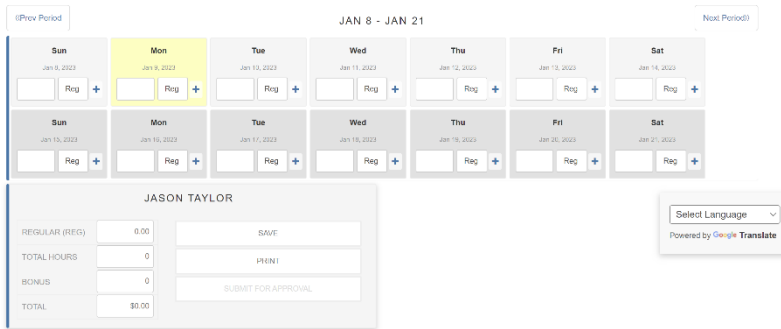 «Prev Period
JAN 8 - JAN 21
Next Period»
Sun Mon Tue Wed Thu Fri Sat
Jan 8, 2023 Jan 9, 2023 Jan 10, 2023 Jan 11, 2023 Jan 12, 2023 Jan 13, 2023 Jan 14, 2023
Reg + Reg + Reg + Reg + Reg + Reg + Reg +
Sun Mon Tue Wed Thu Fri Sat
Jan 15, 2023 Jan 16, 2023 Jan 17, 2023 Jan 18, 2023 Jan 19, 2023 Jan 20, 2023 Jan 21, 2023
Reg + Reg + Reg + Reg + Reg + Reg + Reg +
JASON TAYLOR
REGULAR (REG) 0.00 SAVE
TOTAL HOURS 0 PRINT
BONUS 0 SUBMIT FOR APPROVAL
TOTAL $0.00
Select Language
Powered by Google Translate